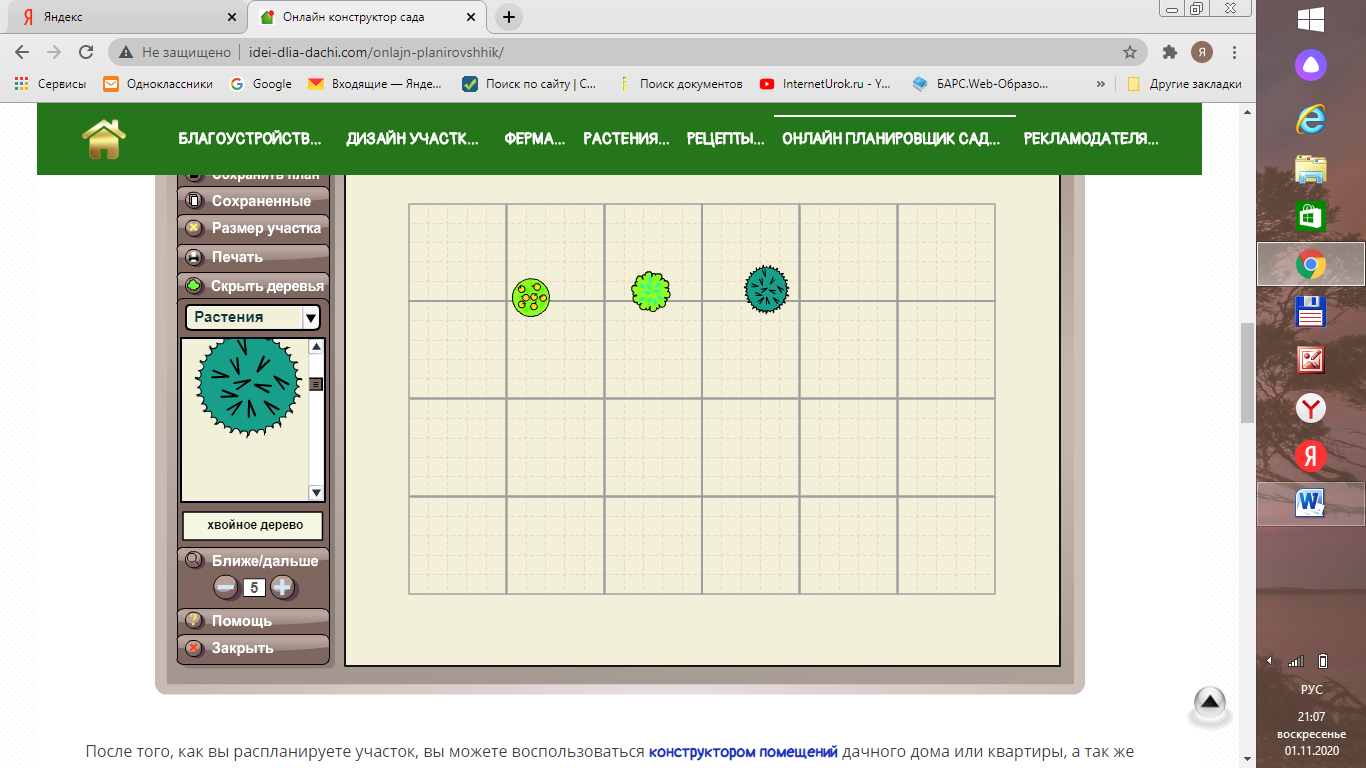 Яндекс
Онлайн конструктор сада
Не защищено | idei-dlia-dachi.com/onlajn-planirovshhik/
Я
Сервисы Одноклассники Google Входящие — Янде... Поиск по сайту | С... Поиск документов InternetUrok.ru - Y... БАРС.Web-Образо... » Другие закладки
БЛАГОУСТРОЙСТВ... ДИЗАЙН УЧАСТК... ФЕРМА... РАСТЕНИЯ... РЕЦЕПТЫ... ОНЛАЙН ПЛАНИРОВЩИК САД... РЕКЛАМОДАТЕЛЯ...
Сохранить план
Сохраненные
Размер участка
Печать
Скрыть деревья
Растения
хвойное дерево
Ближе/дальше
5
Помощь
Закрыть
После того, как вы распланируете участок, вы можете воспользоваться конструктором помещений дачного дома или квартиры, а так же
РУС
21:07
воскресенье
01.11.2020